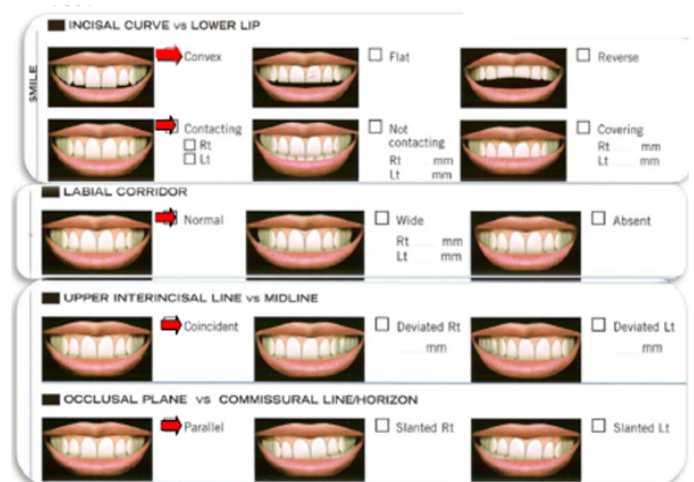 INCISAL CURVE vs LOWER LIP
SMILE
Convex
Flat
Reverse
Contacting
Rt
Lt
Not
contacting
Rt mm
Lt mm
Covering
Rt mm
Lt mm
LABIAL CORRIDOR
Normal
Wide
Rt mm
Lt mm
Absent
UPPER INTERINCISAL LINE vs MIDLINE
Coincident
Deviated Rt
mm
Deviated Lt
mm
OCCLUSAL PLANE vs COMMISSURAL LINE/HORIZON
Parallel
Slanted Rt
Slanted Lt